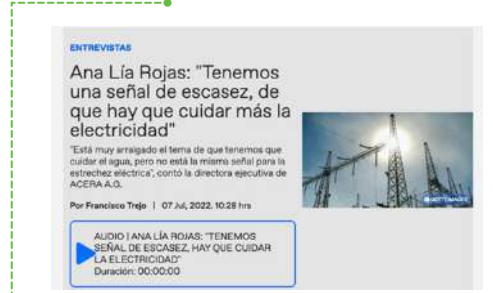 ENTREVISTAS
Ana Lía Rojas: "Tenemos
una señal de escasez, de
que hay que cuidar más la
electricidad"
"Está muy arraigado el tema de que tenemos que
cuidar el agua, pero no está la misma señal para la
estrechez eléctrica", contó la directora ejecutiva de
ACERA A.G.
Por Francisco Trejo | 07 Jul, 2022, 10:28 hrs
GETTY IMAGES
AUDIO | ANA LÍA ROJAS: "TENEMOS
SEÑAL DE ESCASEZ, HAY QUE CUIDAR
LA ELECTRICIDAD"
Duración: 00:00:00